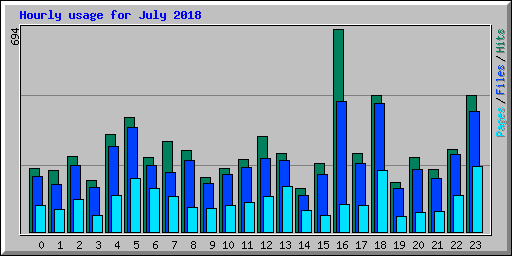 Hourly usage for July 2018
694
Pages/Files/Hits
0 1 2 3 4 5 6 7 8 9 10 11 12 13 14 15 16 17 18 19 20 21 22 23